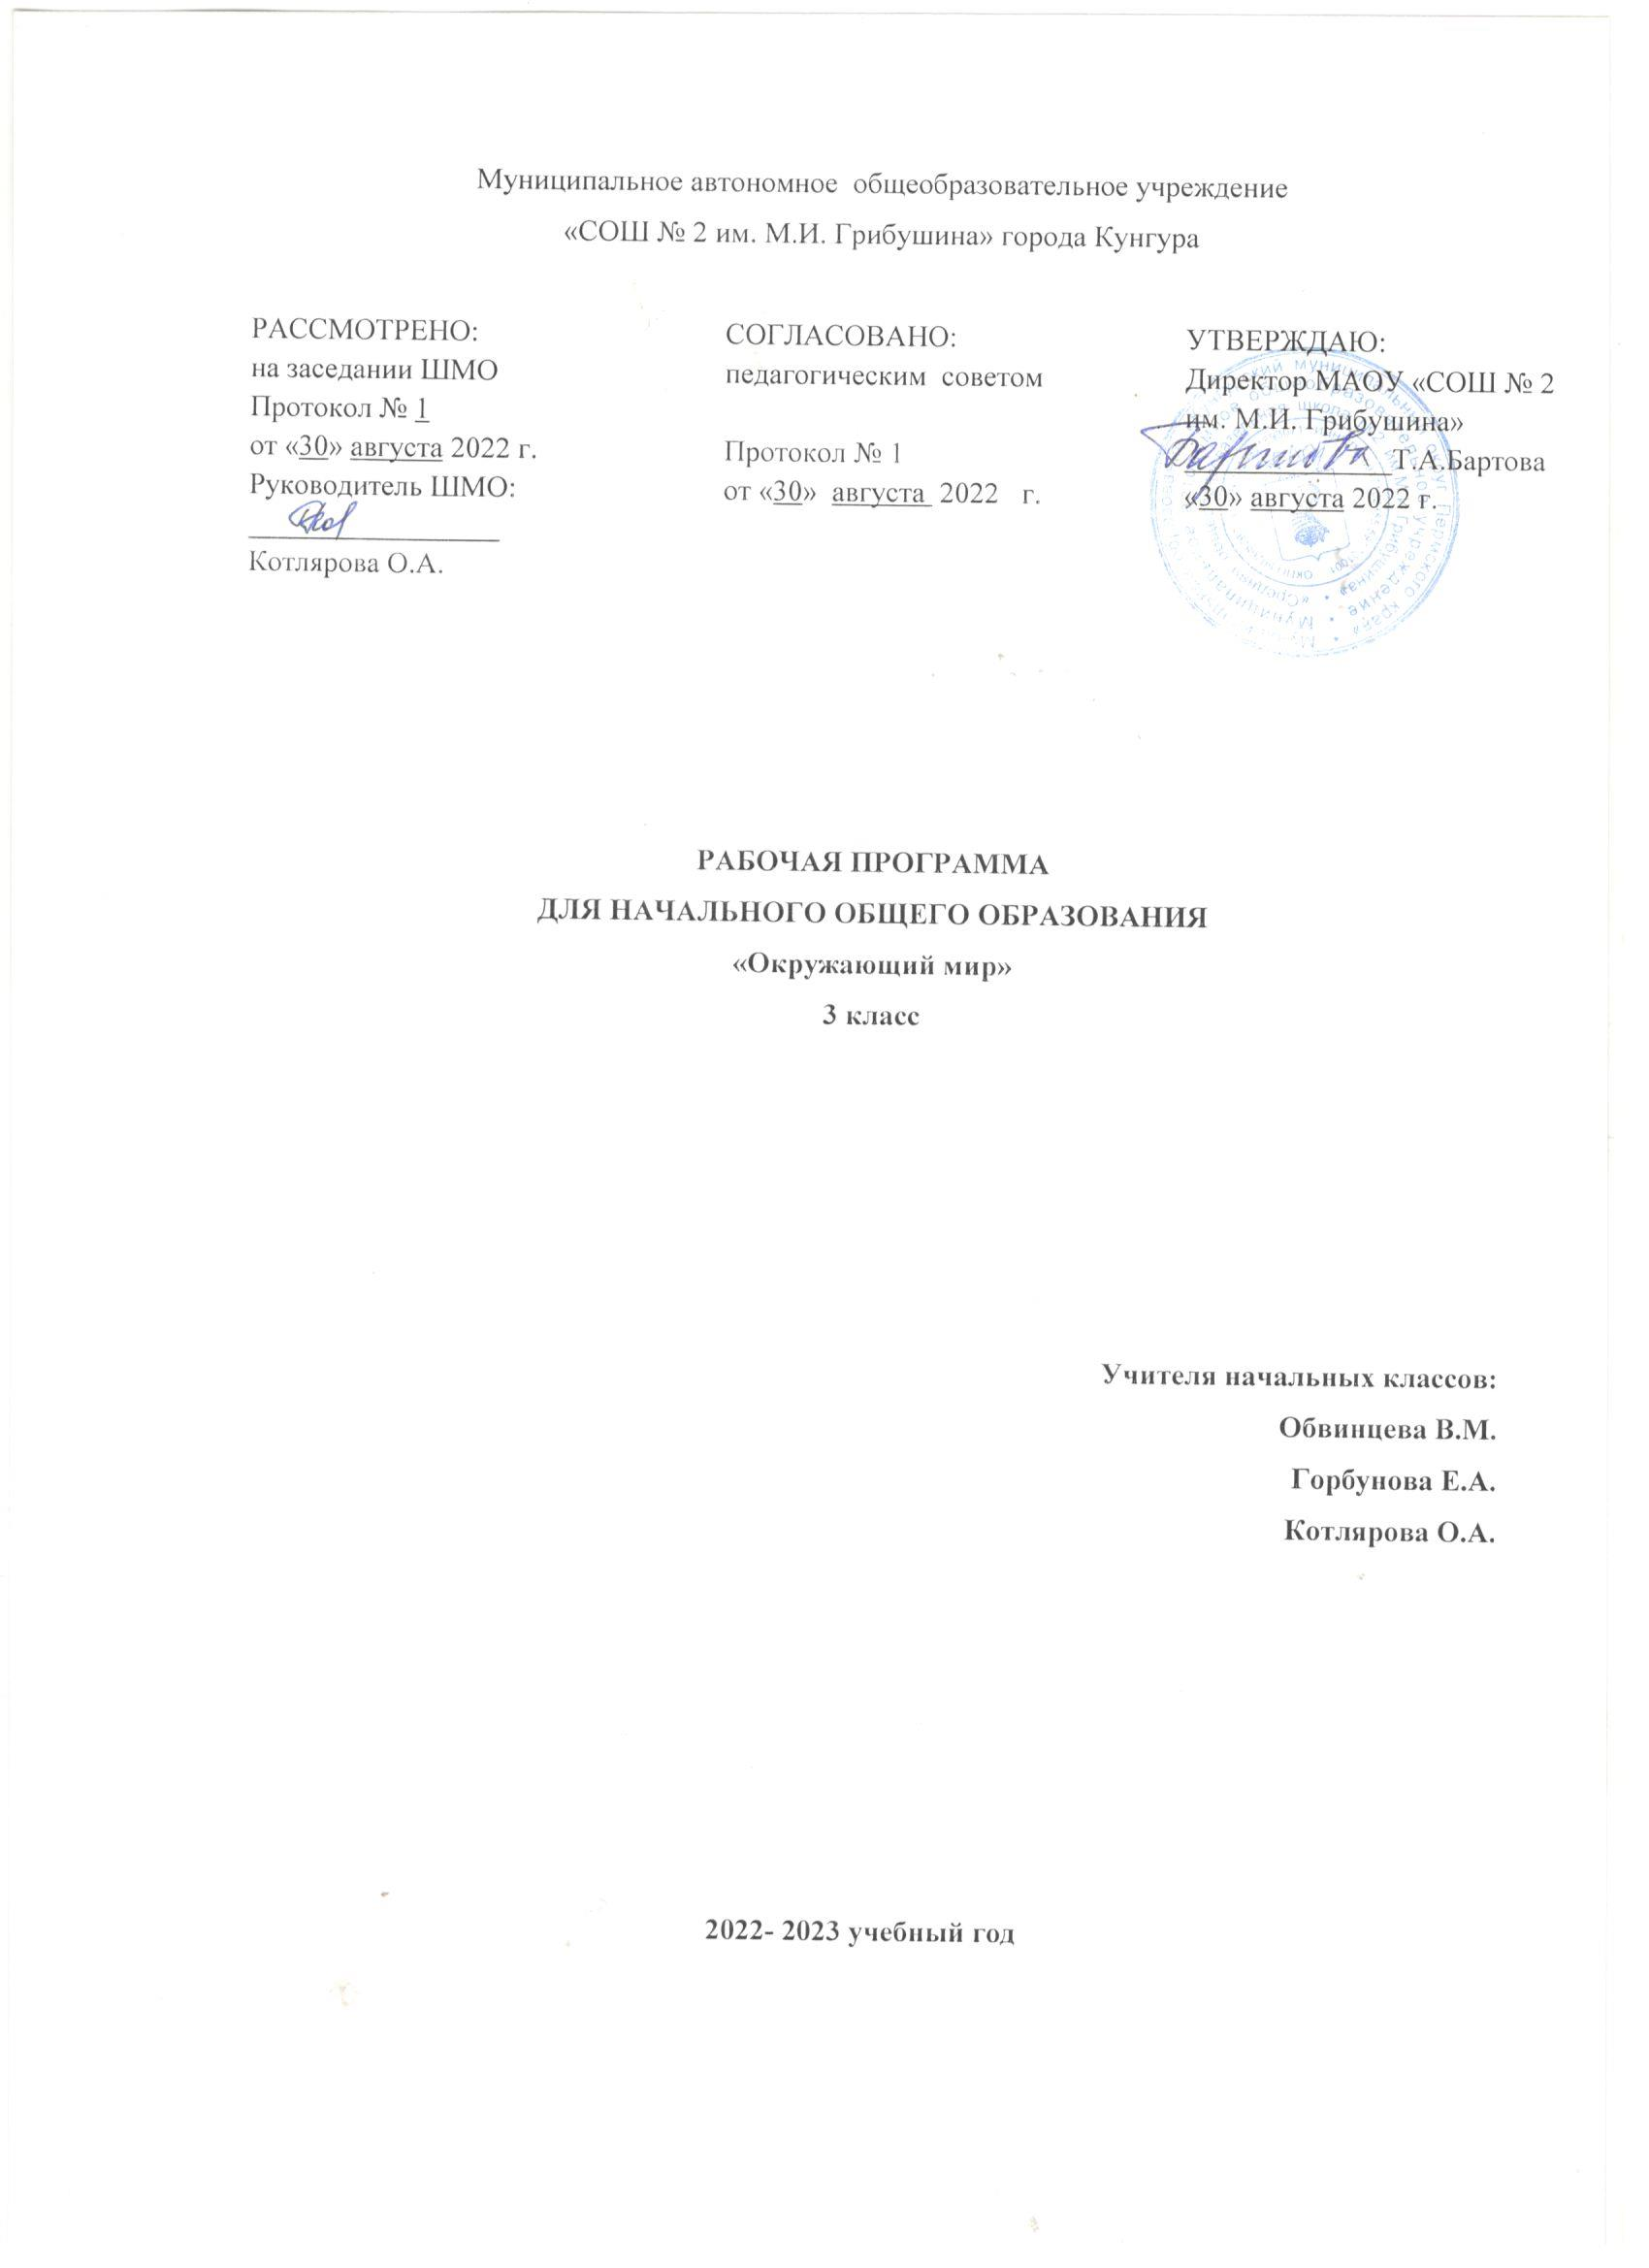 Муниципальное автономное общеобразовательное учреждение
«СОШ № 2 им. М.И. Грибушина» города Кунгура
РАССМОТРЕНО:
на заседании ШМО
Протокол № 1
от «30» августа 2022 г.
Руководитель ШМО:
Котлярова О.А.
СОГЛАСОВАНО:
педагогическим советом
Протокол № 1
от «30» августа 2022 г.
УТВЕРЖДАЮ:
Директор МАОУ «СОШ № 2
им. М.И. Грибушина»
Т.А.Бартова
«30» августа 2022 г.
РАБОЧАЯ ПРОГРАММА
ДЛЯ НАЧАЛЬНОГО ОБЩЕГО ОБРАЗОВАНИЯ
«Окружающий мир»
3 класс
Учителя начальных классов:
Обвинцева В.М.
Горбунова Е.А.
Котлярова О.А.
2022- 2023 учебный год